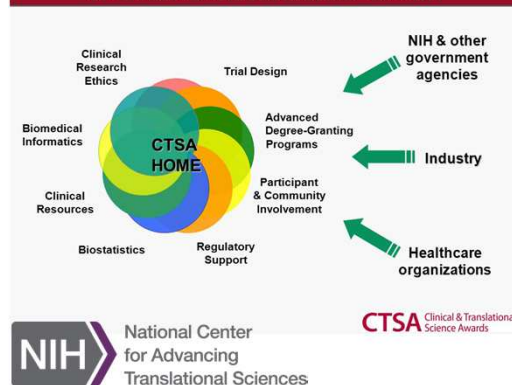 Clinical
Research
Ethics
Trial Design
NIH & other
government
agencies
Biomedical
Informatics
CTSA
HOME
Advanced
Degree-Granting
Programs
Industry
Clinical
Resources
Participant
& Community
Involvement
Biostatistics
Regulatory
Support
Healthcare
organizations
CTSA Clinical & Translational
Science Awards
NIH
National Center
for Advancing
Translational Sciences